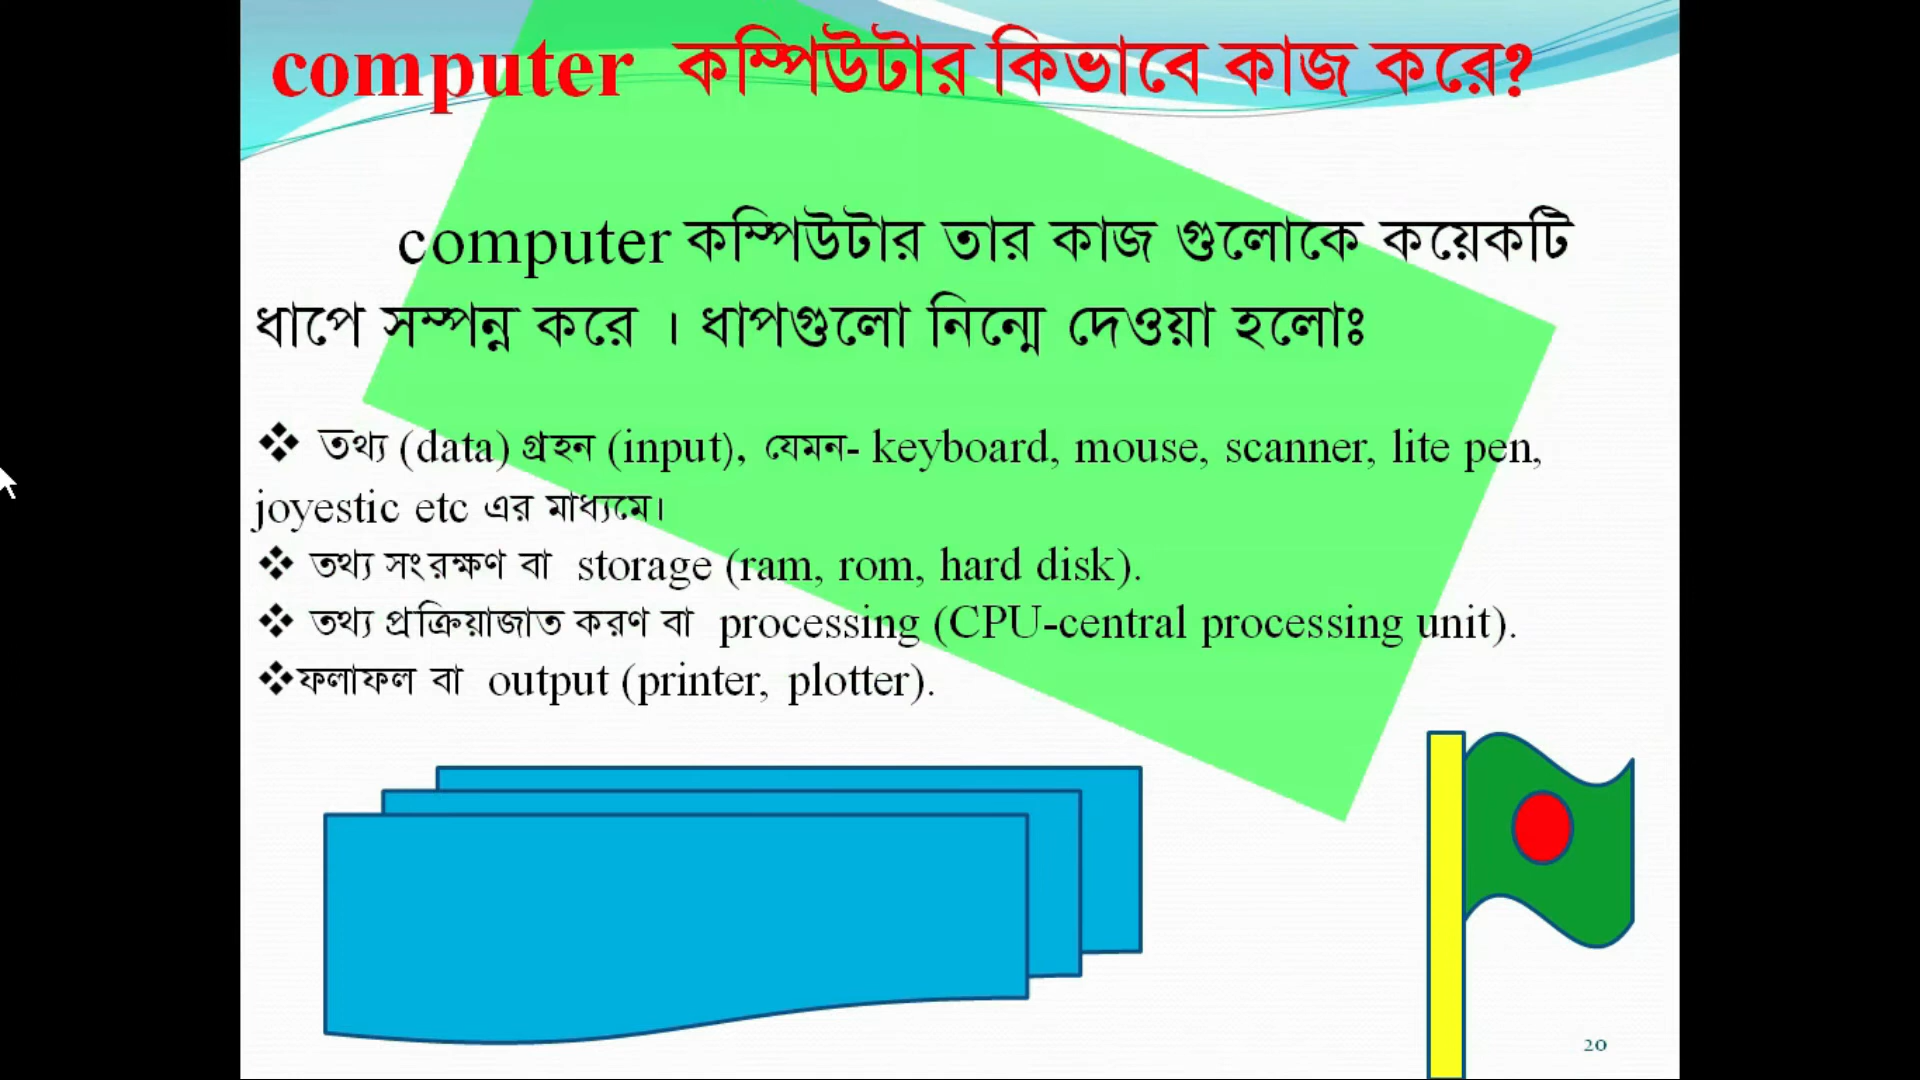 computer কম্পিউটার কিভাবে কাজ করে?
computer কম্পিউটার তার কাজ গুলোকে কয়েকটি
ধাপে সম্পন্ন করে । ধাপগুলো নিন্মে দেওয়া হলোঃ
❖ তথ্য (data) গ্রহন (input), যেমন- keyboard, mouse, scanner, lite pen,
joyestic etc এর মাধ্যমে।
❖ তথ্য সংরক্ষণ বা storage (ram, rom, hard disk).
❖ তথ্য প্রক্রিয়াজাত করণ বা processing (CPU-central processing unit).
❖ফলাফল বা output (printer, plotter).
20